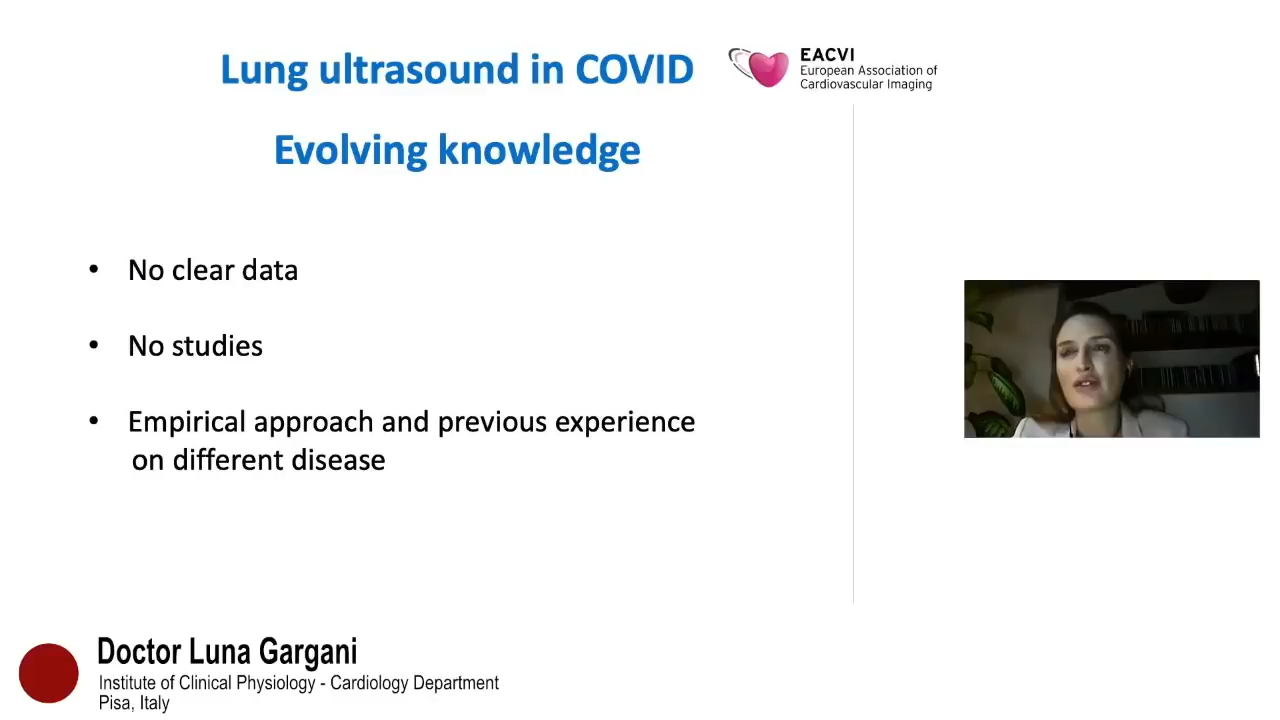 Lung ultrasound in COVID
EACVI
European Association of
Cardiovascular Imaging
Evolving knowledge
• No clear data
• No studies
• Empirical approach and previous experience
on different disease
Doctor Luna Gargani
Institute of Clinical Physiology - Cardiology Department
Pisa, Italy